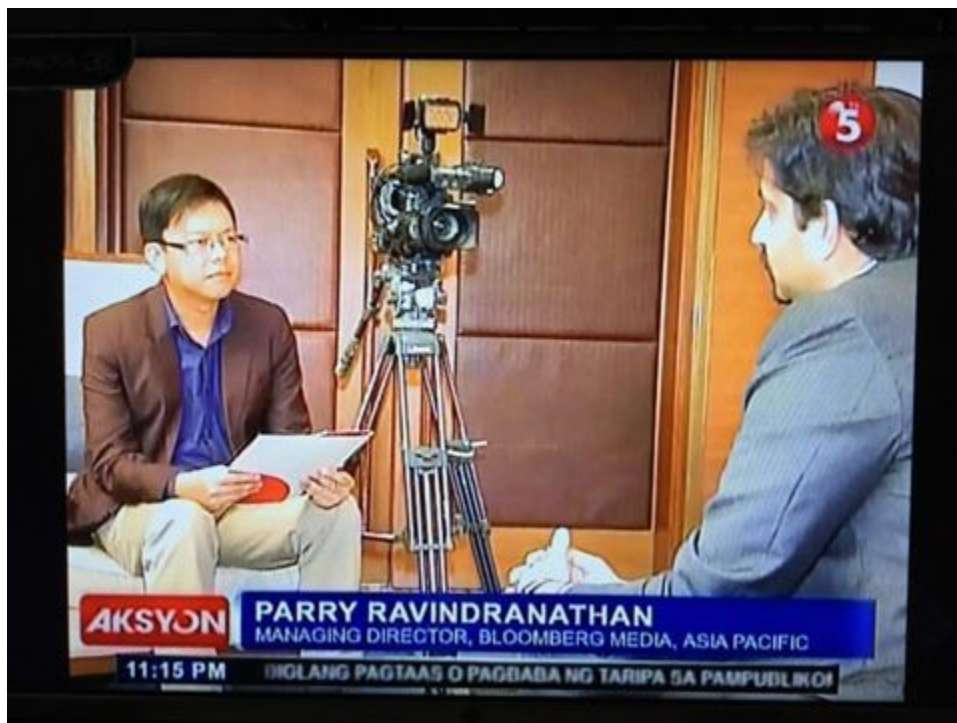 5
AKSYON
PARRY RAVINDRANATHAN
MANAGING DIRECTOR, BLOOMBERG MEDIA, ASIA PACIFIC
11:15 PM
BIGLANG PAGTAAS O PAGBABA NG TARIPA SA PAMPUBLIKO